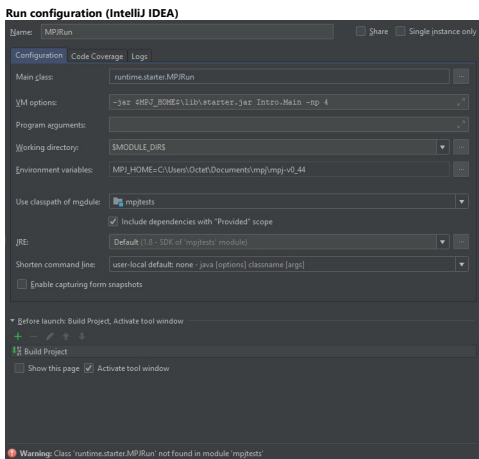 Run configuration (IntelliJ IDEA)
Name: MPJRun Share Single instance only
Configuration Code Coverage Logs
Main class: runtime.starter.MPJRun
VM options: -jar $MPJ_HOME$\lib\starter.jar Intro.Main -np 4
Program arguments:
Working directory: $MODULE_DIR$
Environment variables: MPJ_HOME=C:\Users\Octet\Documents\mpj\mpj-v0_44
Use classpath of module: mpjtests
Include dependencies with "Provided" scope
JRE: Default (1.8 - SDK of 'mpjtests' module)
Shorten command line: user-local default: none - java [options] classname [args]
Enable capturing form snapshots
Before launch: Build Project, Activate tool window
Build Project
Show this page Activate tool window
Warning: Class 'runtime.starter.MPJRun' not found in module 'mpjtests'